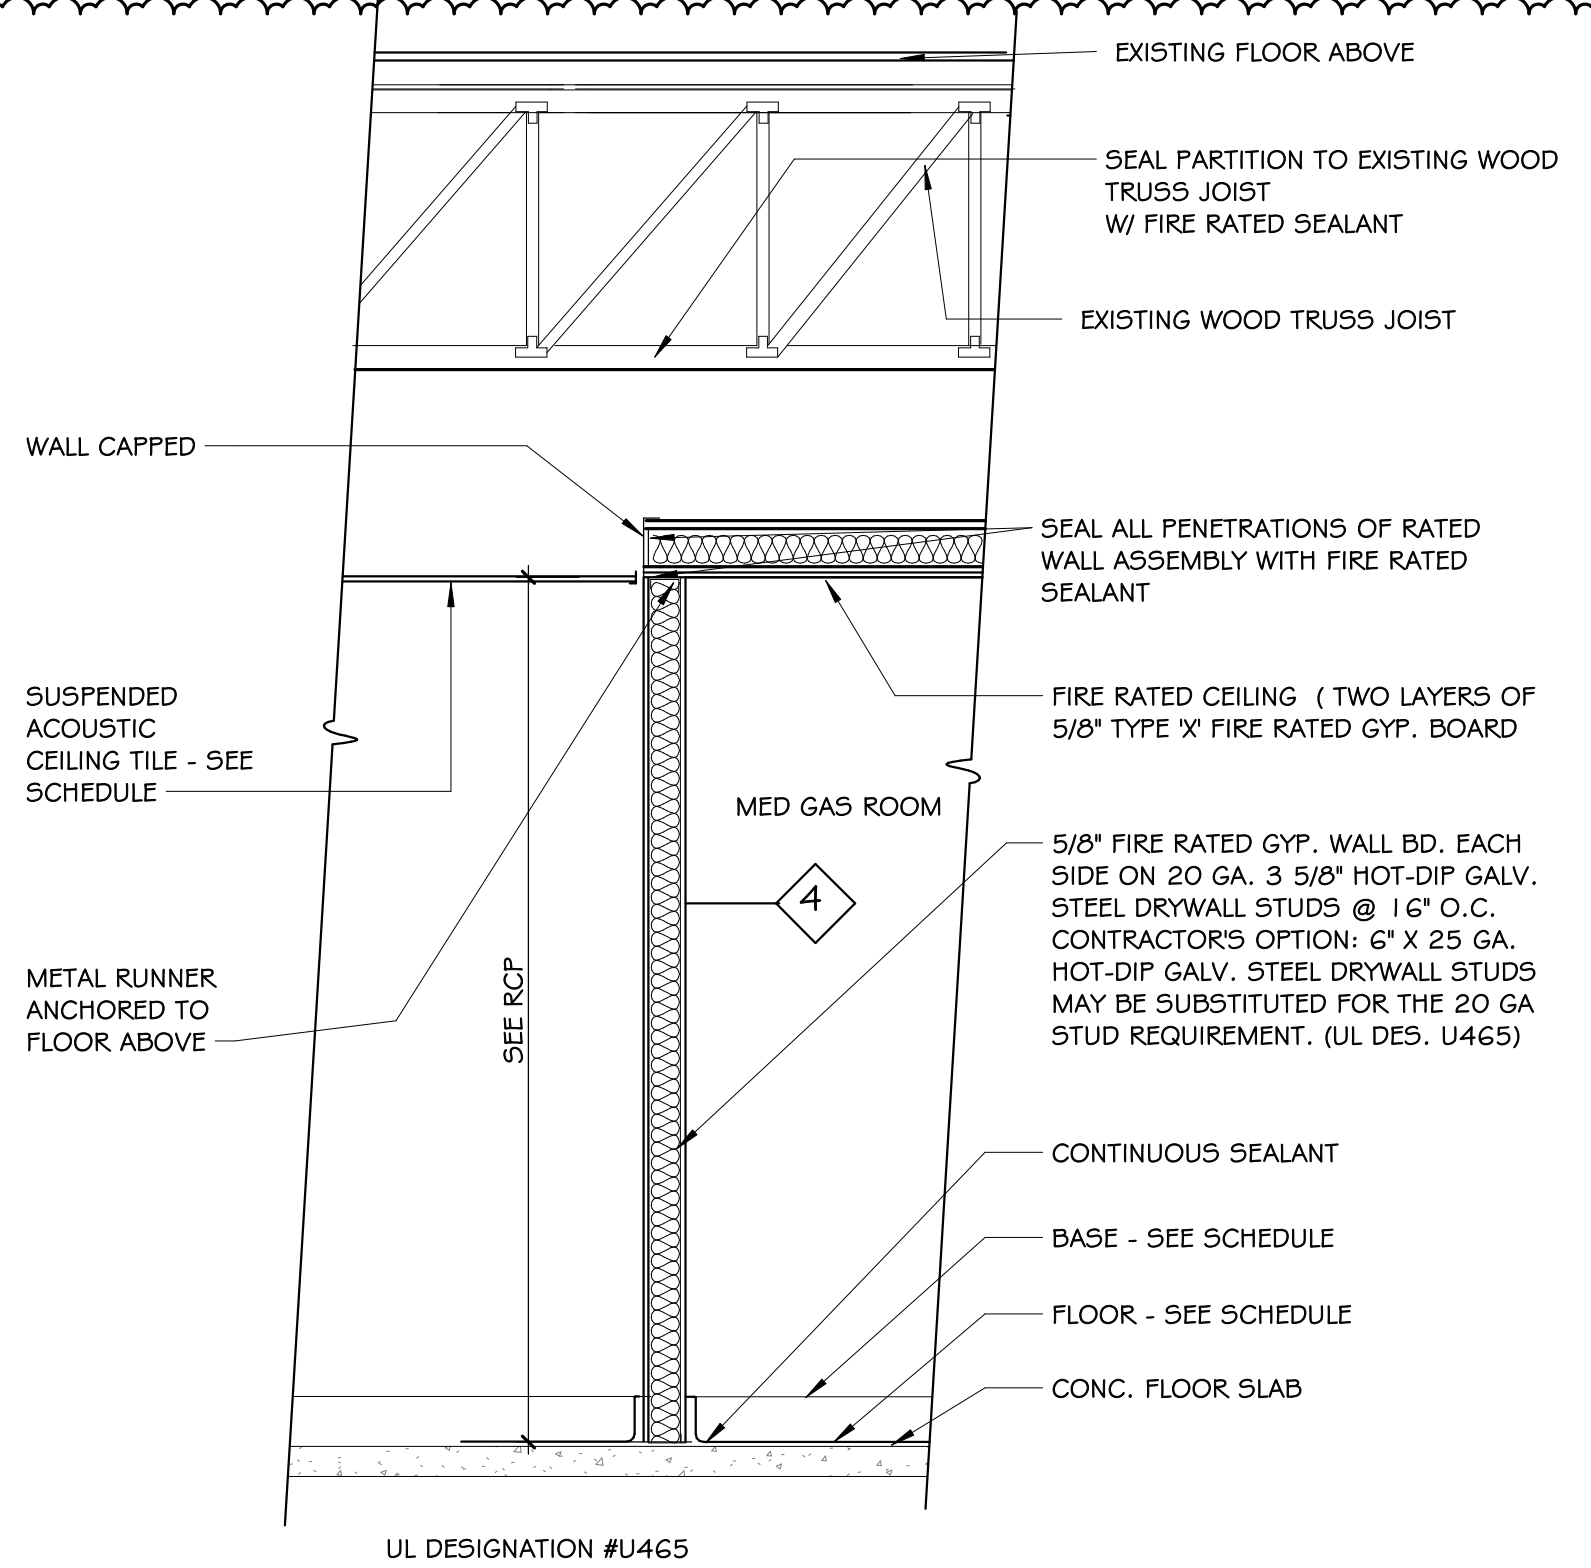 EXISTING FLOOR ABOVE
SEAL PARTITION TO EXISTING WOOD
TRUSS JOIST
W/ FIRE RATED SEALANT
EXISTING WOOD TRUSS JOIST
WALL CAPPED
SEAL ALL PENETRATIONS OF RATED
WALL ASSEMBLY WITH FIRE RATED
SEALANT
SUSPENDED
ACOUSTIC
CEILING TILE - SEE
SCHEDULE
FIRE RATED CEILING ( TWO LAYERS OF
5/8" TYPE 'X' FIRE RATED GYP. BOARD
MED GAS ROOM
4
5/8" FIRE RATED GYP. WALL BD. EACH
SIDE ON 20 GA. 3 5/8" HOT-DIP GALV.
STEEL DRYWALL STUDS @ 16" O.C.
CONTRACTOR'S OPTION: 6" X 25 GA.
HOT-DIP GALV. STEEL DRYWALL STUDS
MAY BE SUBSTITUTED FOR THE 20 GA
STUD REQUIREMENT. (UL DES. U465)
METAL RUNNER
ANCHORED TO
FLOOR ABOVE
SEE RCP
CONTINUOUS SEALANT
BASE - SEE SCHEDULE
FLOOR - SEE SCHEDULE
CONC. FLOOR SLAB
UL DESIGNATION #U465